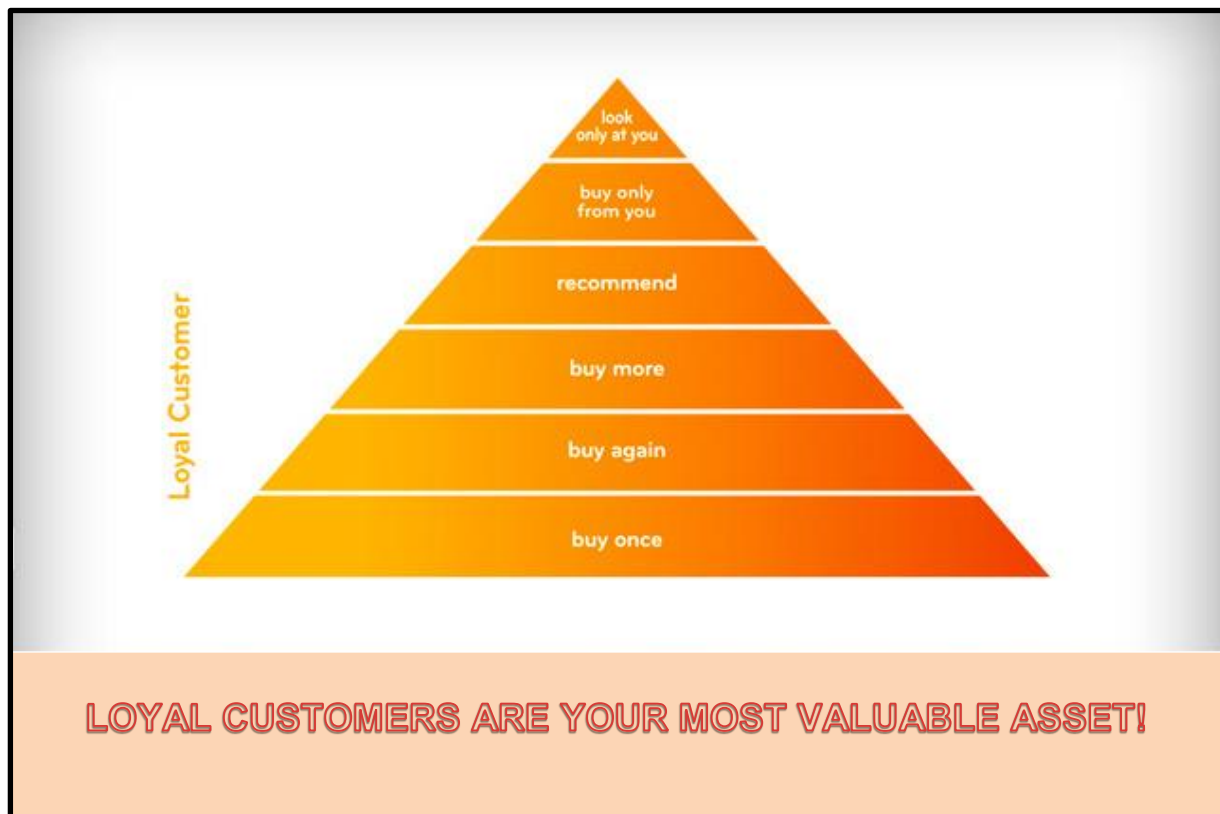 look
only at you
buy only
from you
recommend
buy more
buy again
buy once
Loyal Customer
LOYAL CUSTOMERS ARE YOUR MOST VALUABLE ASSET!